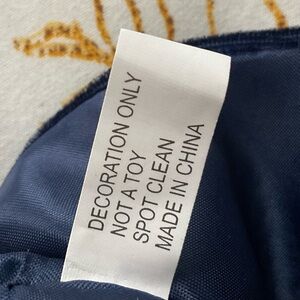 DECORATION ONLY
NOT A TOY
SPOT CLEAN
MADE IN CHINA